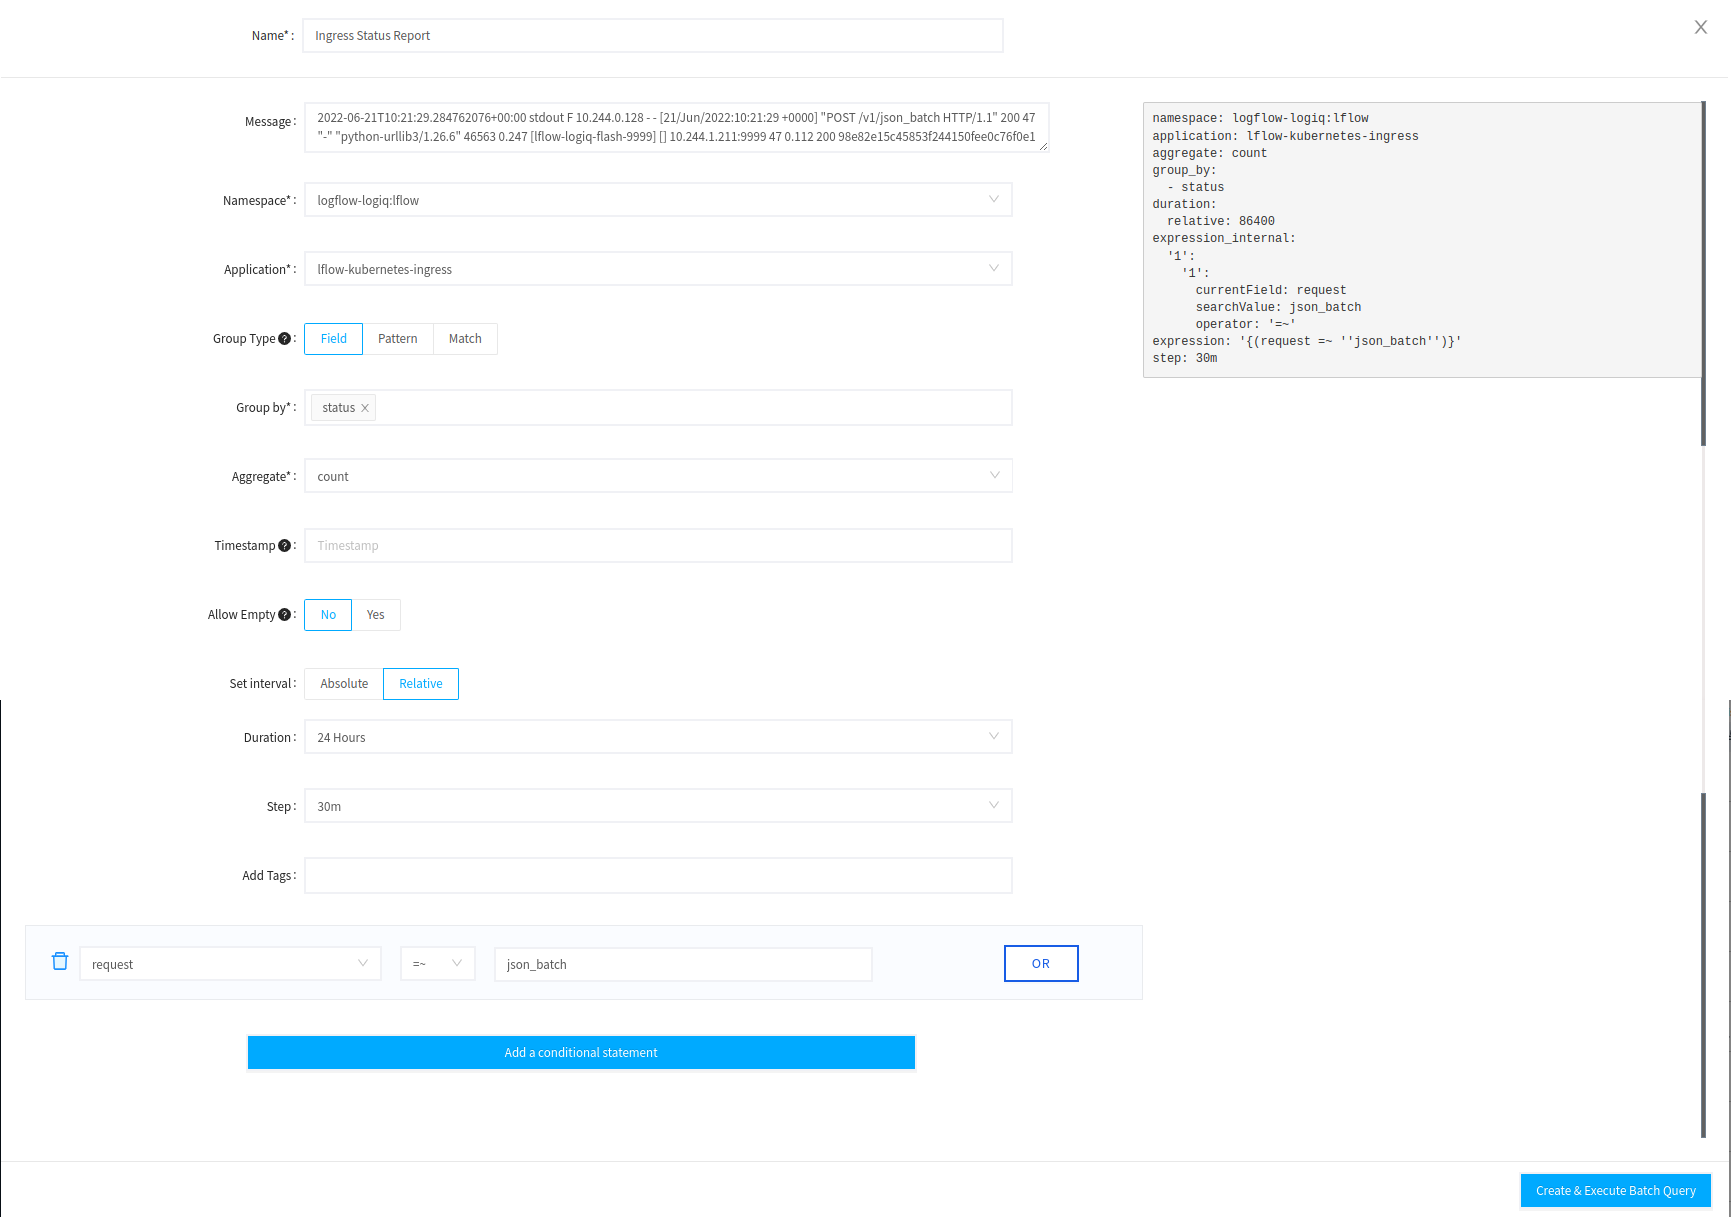 Name* :
Ingress Status Report
Message :
2022-06-21T10:21:29.284762076+00:00 stdout F 10.244.0.128 - - [21/Jun/2022:10:21:29 +0000] "POST /v1/json_batch HTTP/1.1" 200 47
"-" "python-urllib3/1.26.6" 46563 0.247 [lflow-logiq-flash-9999] [] 10.244.1.211:9999 47 0.112 200 98e82e15c45853f244150fee0c76f0e1
Namespace* :
logflow-logiq:lflow
Application* :
lflow-kubernetes-ingress
Group Type ? :
Field Pattern Match
Group by* :
status
Aggregate* :
count
Timestamp ? :
Timestamp
Allow Empty ? :
No Yes
Set interval :
Absolute Relative
Duration :
24 Hours
Step :
30m
Add Tags :
request =~ json_batch OR
Add a conditional statement
namespace: logflow-logiq:lflow
application: lflow-kubernetes-ingress
aggregate: count
group_by:
- status
duration:
relative: 86400
expression_internal:
'1':
'1':
currentField: request
searchValue: json_batch
operator: '=~'
expression: '{(request =~ ''json_batch'')}'
step: 30m
Create & Execute Batch Query